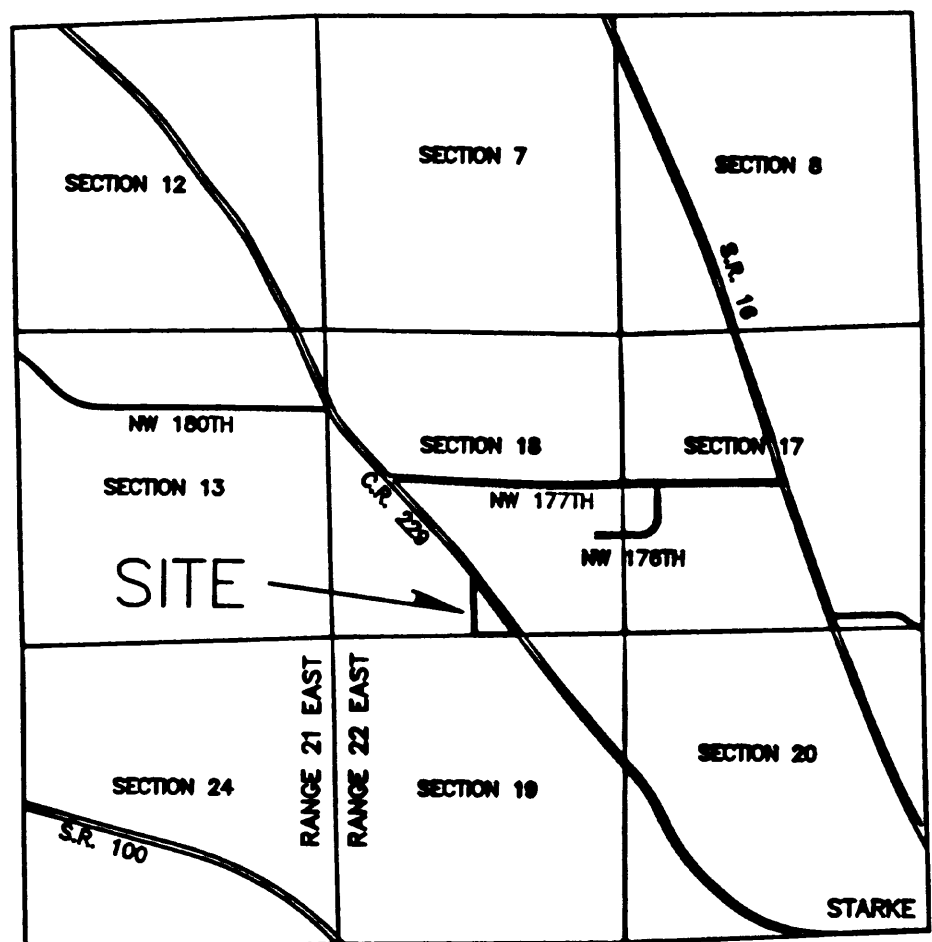 SECTION 7
SECTION 8
SECTION 12
S.R. 16
NW 180TH
SECTION 18
SECTION 17
SECTION 13
C.R. 229
NW 177TH
NW 176TH
SITE
RANGE 21 EAST
RANGE 22 EAST
SECTION 20
SECTION 24
SECTION 19
S.R. 100
STARKE